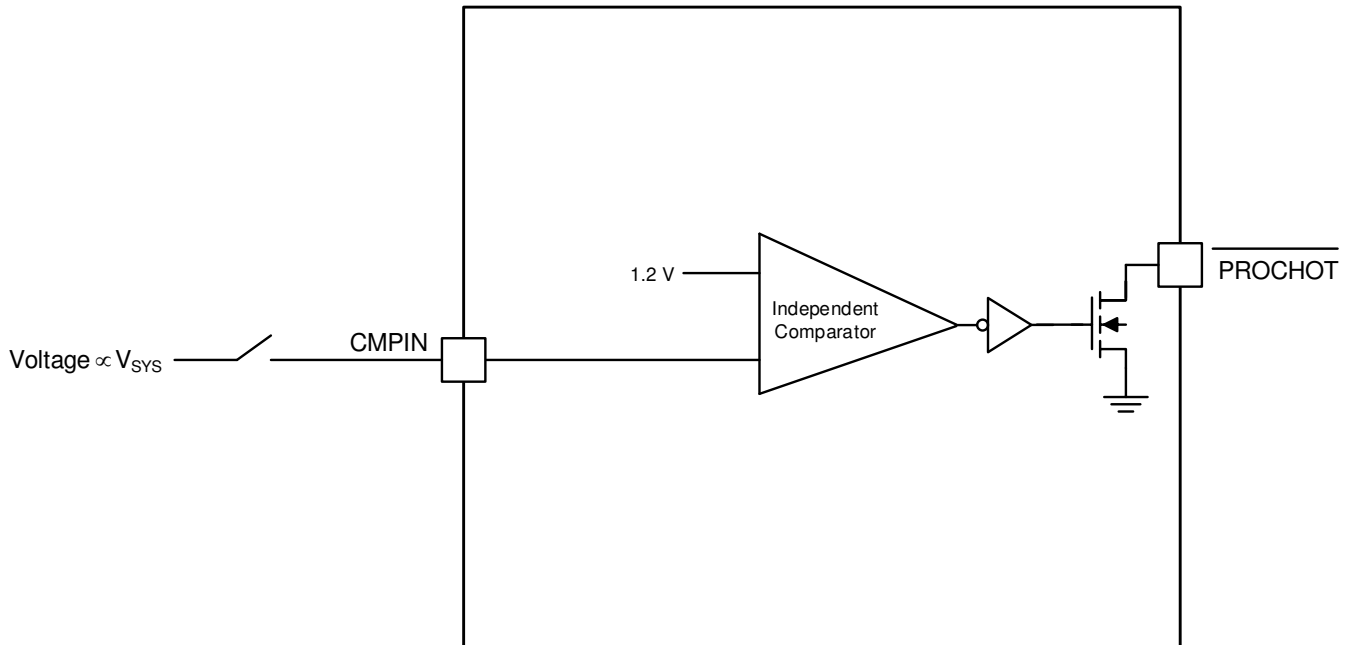 1.2 V
Independent
Comparator
PROCHOT
CMPIN
Voltage ∝ VSYS